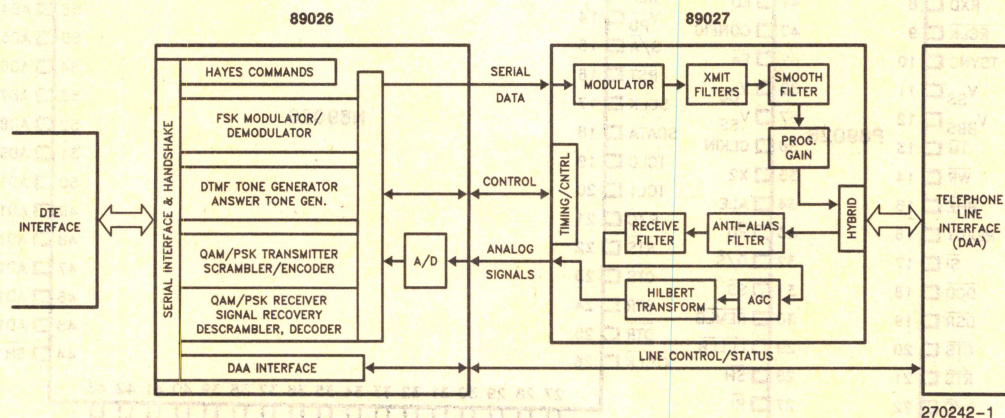 89026
89027
SERIAL INTERFACE & HANDSHAKE
HAYES COMMANDS
FSK MODULATOR/
DEMODULATOR
DTMF TONE GENERATOR
ANSWER TONE GEN.
QAM/PSK TRANSMITTER
SCRAMBLER/ENCODER
QAM/PSK RECEIVER
SIGNAL RECOVERY
DESCRAMBLER, DECODER
DAA INTERFACE
A/D
DTE
INTERFACE
SERIAL
DATA
CONTROL
ANALOG
SIGNALS
MODULATOR
XMIT
FILTERS
SMOOTH
FILTER
PROG.
GAIN
TIMING/CNTRL
RECEIVE
FILTER
ANTI-ALIAS
FILTER
HYBRID
HILBERT
TRANSFORM
AGC
TELEPHONE
LINE
INTERFACE
(DAA)
LINE CONTROL/STATUS
270242-1